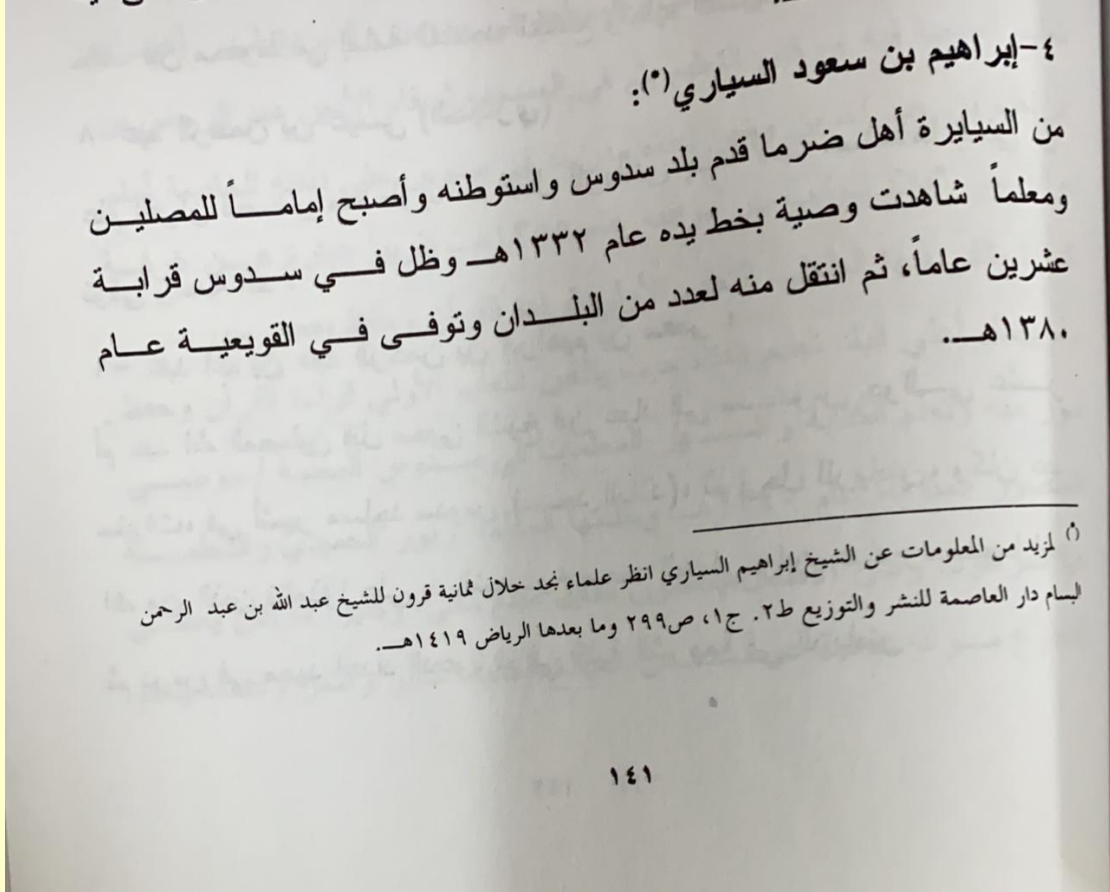 ٤-إبراهيم بن سعود السياري(*):
من السيايرة أهل ضرما قدم بلد سدوس واستوطنه وأصبح إماماً للمصليـن
ومعلماً شاهدت وصية بخط يده عام ١٣٣٢هـ وظل في سدوس قرابة
عشرين عاماً، ثم انتقل منه لعدد من البلدان وتوفى في القويعية عام
١٣٨٠هـ.
(*) لمزيد من المعلومات عن الشيخ إبراهيم السياري انظر علماء نجد خلال ثمانية قرون للشيخ عبد الله بن عبد الرحمن
البسام دار العاصمة للنشر والتوزيع ط٢. ج١، ص٢٩٩ وما بعدها الرياض ١٤١٩هـ.
١٤١